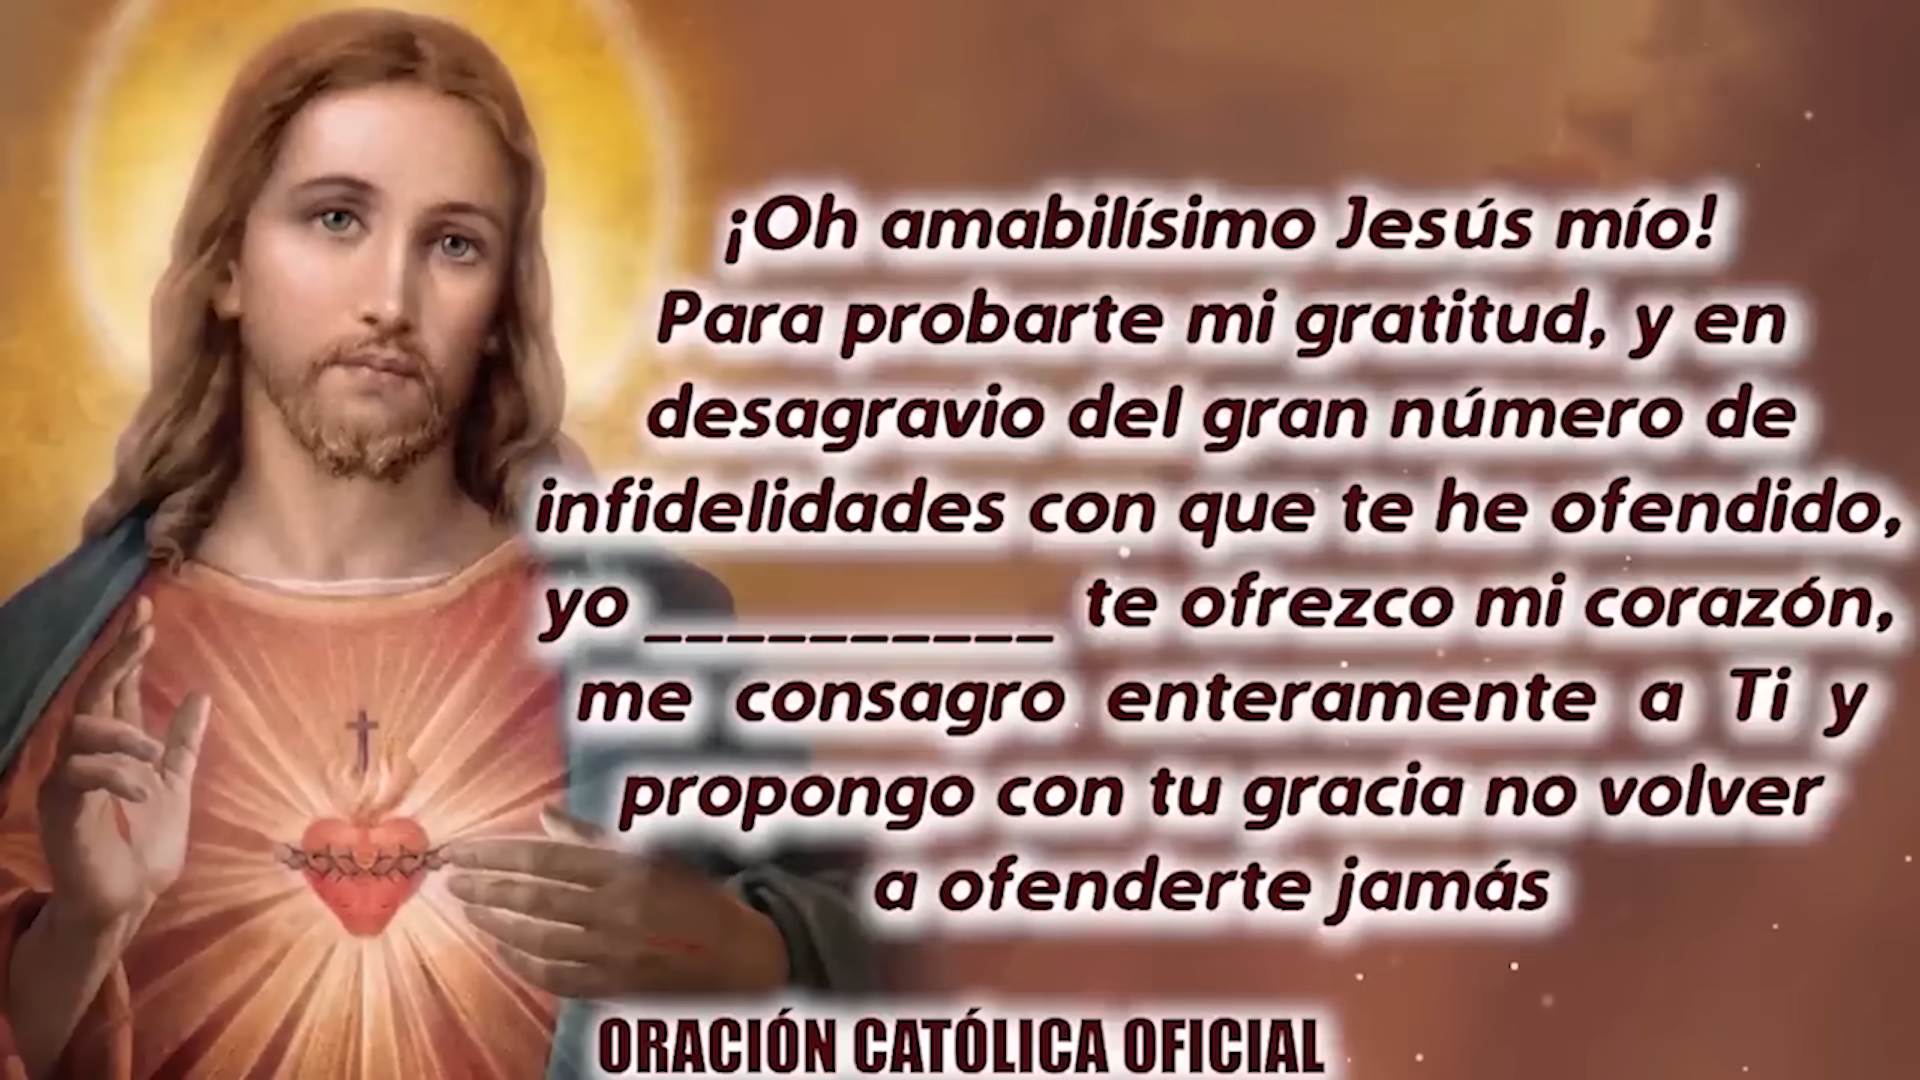 ¡Oh amabilísimo Jesús mío!
Para probarte mi gratitud, y en
desagravio del gran número de
infidelidades con que te he ofendido,
yo __________ te ofrezco mi corazón,
me consagro enteramente a Ti y
propongo con tu gracia no volver
a ofenderte jamás
ORACIÓN CATÓLICA OFICIAL